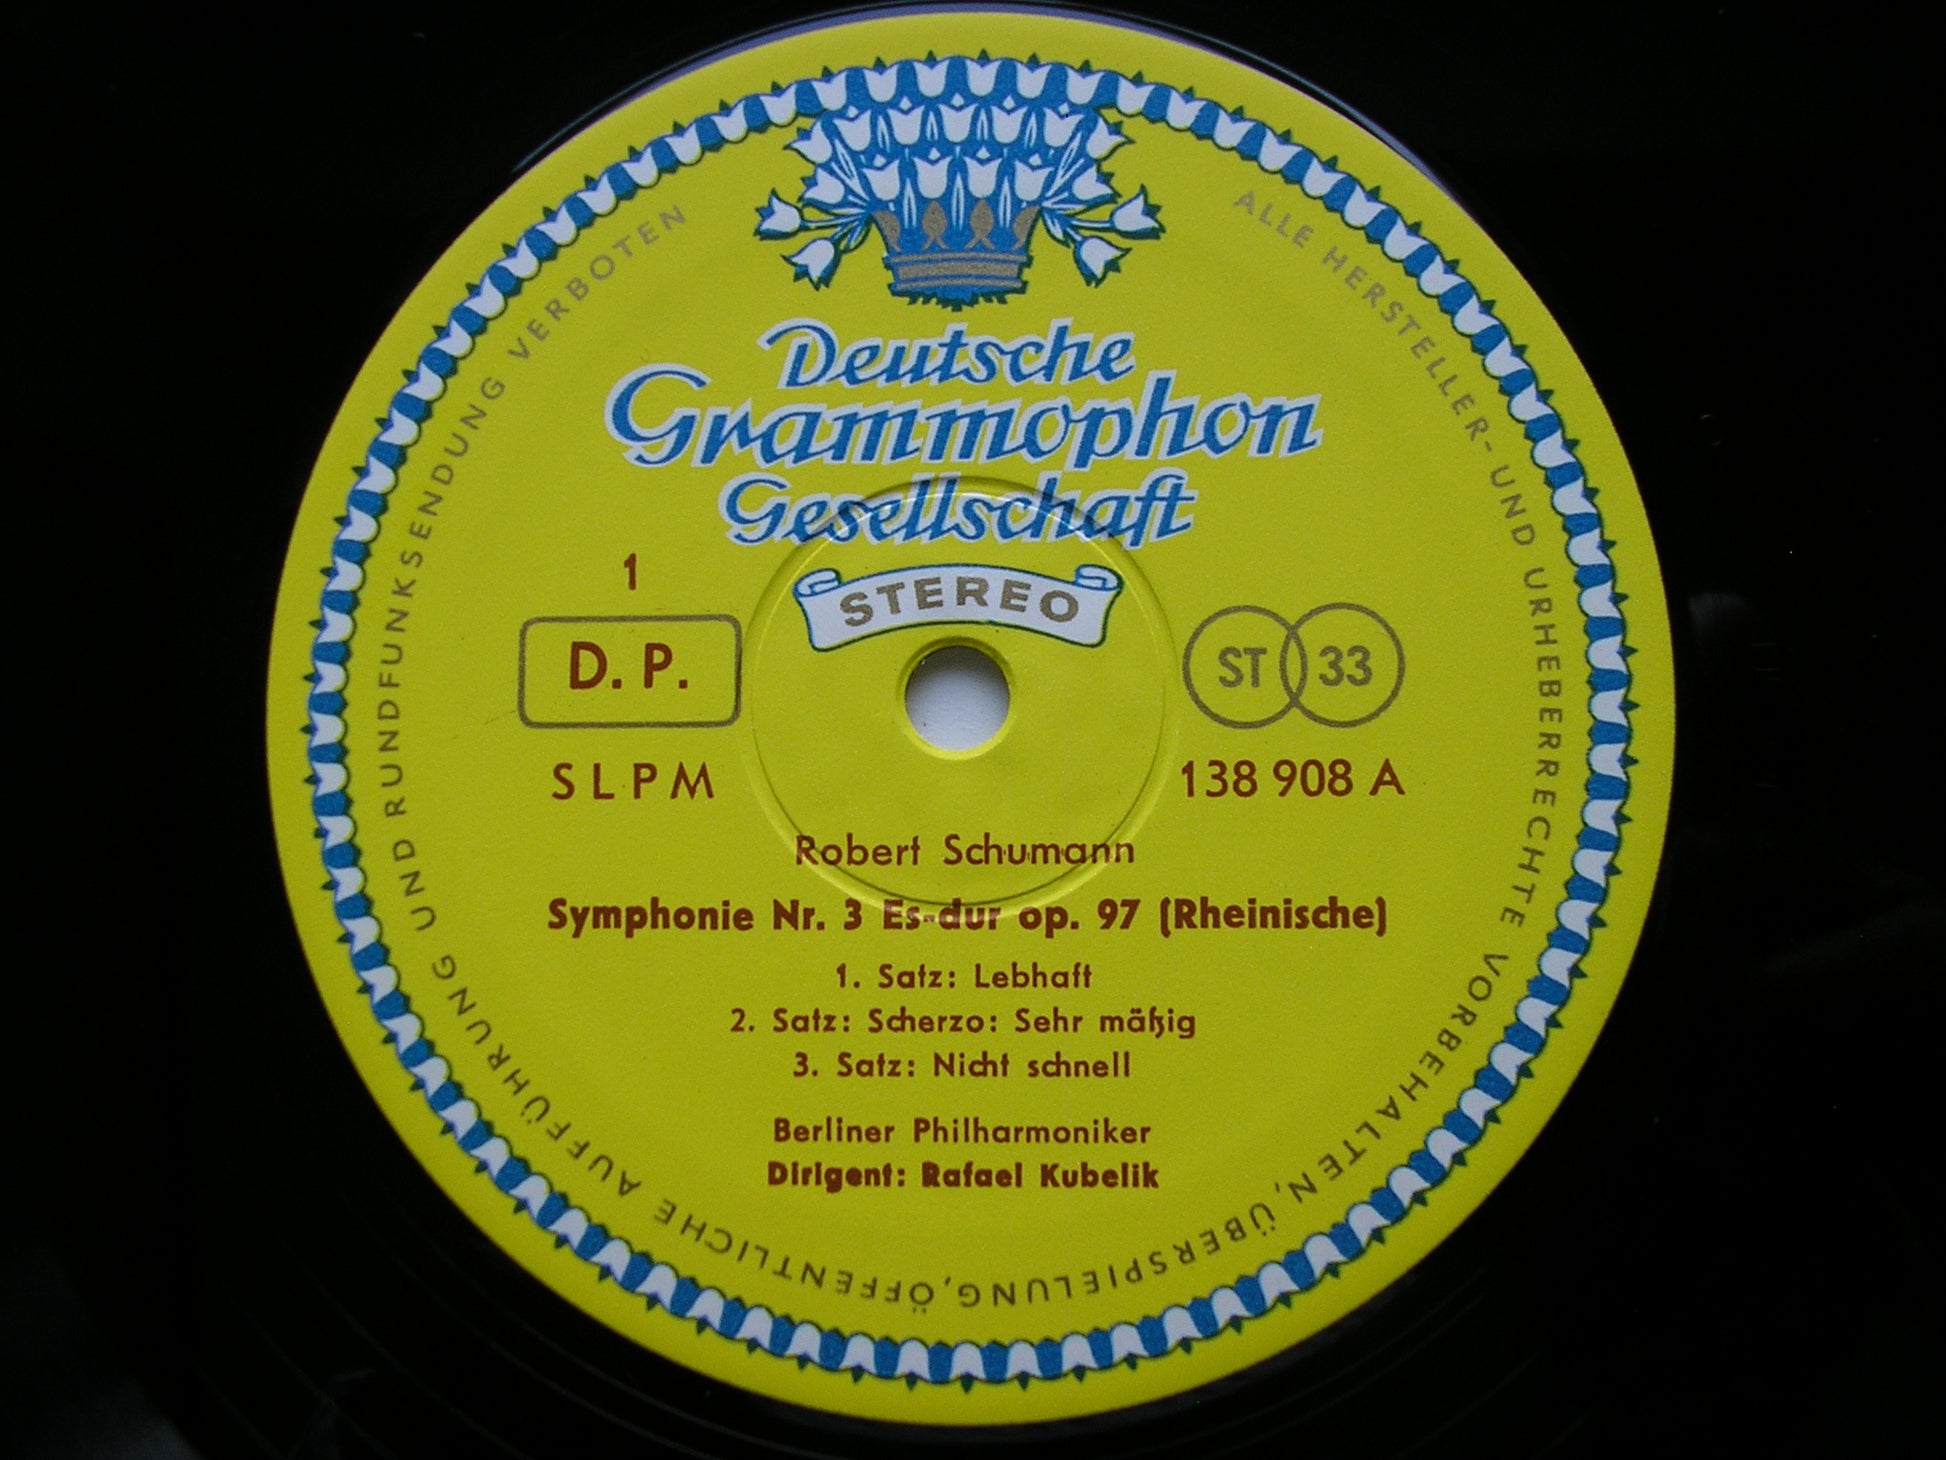 Deutsche
Grammophon
Gesellschaft
STEREO
1
D. P.
ST 33
SLPM
138 908 A
Robert Schumann
Symphonie Nr. 3 Es-dur op. 97 (Rheinische)
1. Satz: Lebhaft
2. Satz: Scherzo: Sehr mäßig
3. Satz: Nicht schnell
Berliner Philharmoniker
Dirigent: Rafael Kubelik
ALLE HERSTELLER- UND URHEBERRECHTE VORBEHALTEN, ÜBERSPIELUNG, ÖFFENTLICHE AUFFÜHRUNG UND RUNDFUNKSENDUNG VERBOTEN